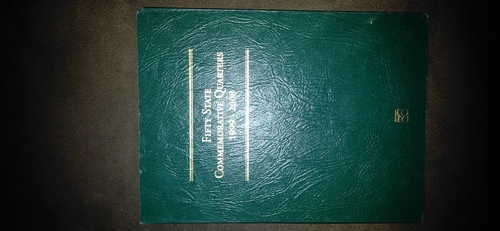 FIFTY STATE
COMMEMORATIVE QUARTERS
1999 - 2008